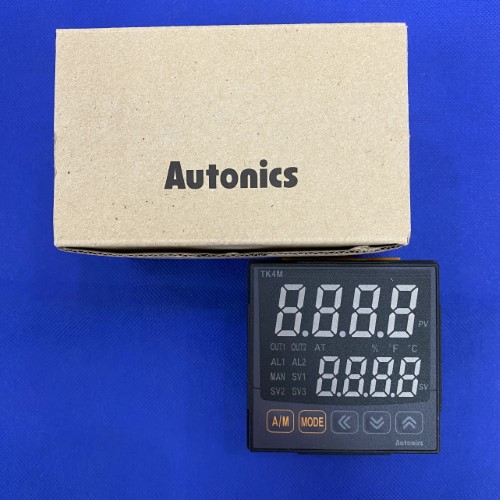 Autonics
TK4M
8.8.8.8
PV
OUT1 OUT2 AT % °F °C
AL1 AL2
MAN SV1
SV2 SV3
8.8.8.8
SV
A/M MODE
Autonics